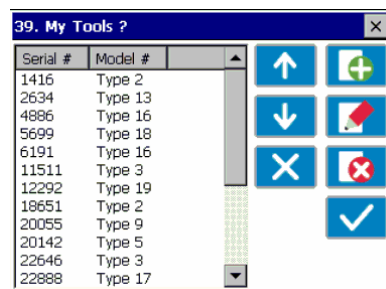 39. My Tools ?
Serial # Model #
1416 Type 2
2634 Type 13
4886 Type 16
5699 Type 18
6191 Type 16
11511 Type 3
12292 Type 19
18651 Type 2
20055 Type 9
20142 Type 5
22646 Type 3
22888 Type 17